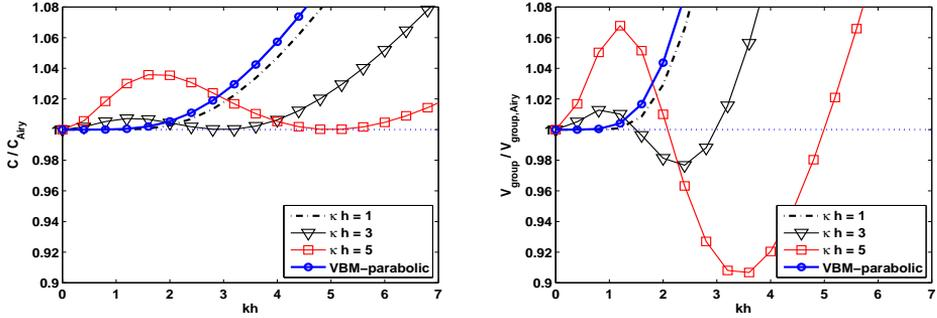 1.08
1.06
1.04
1.02
1
0.98
0.96
0.94
0.92
0.9
C / C_Airy
0 1 2 3 4 5 6 7
kh
κ h = 1
κ h = 3
κ h = 5
VBM−parabolic
1.08
1.06
1.04
1.02
1
0.98
0.96
0.94
0.92
0.9
V_group / V_group,Airy
0 1 2 3 4 5 6 7
kh
κ h = 1
κ h = 3
κ h = 5
VBM−parabolic